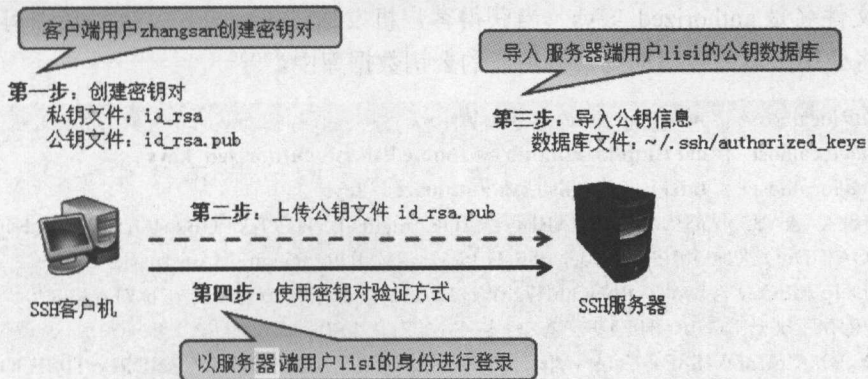 客户端用户zhangsan创建密钥对
导入服务器端用户lisi的公钥数据库
第一步：创建密钥对
私钥文件：id_rsa
公钥文件：id_rsa.pub
第三步：导入公钥信息
数据库文件：~/.ssh/authorized_keys
第二步：上传公钥文件 id_rsa.pub
SSH客户机
第四步：使用密钥对验证方式
SSH服务器
以服务器端用户lisi的身份进行登录